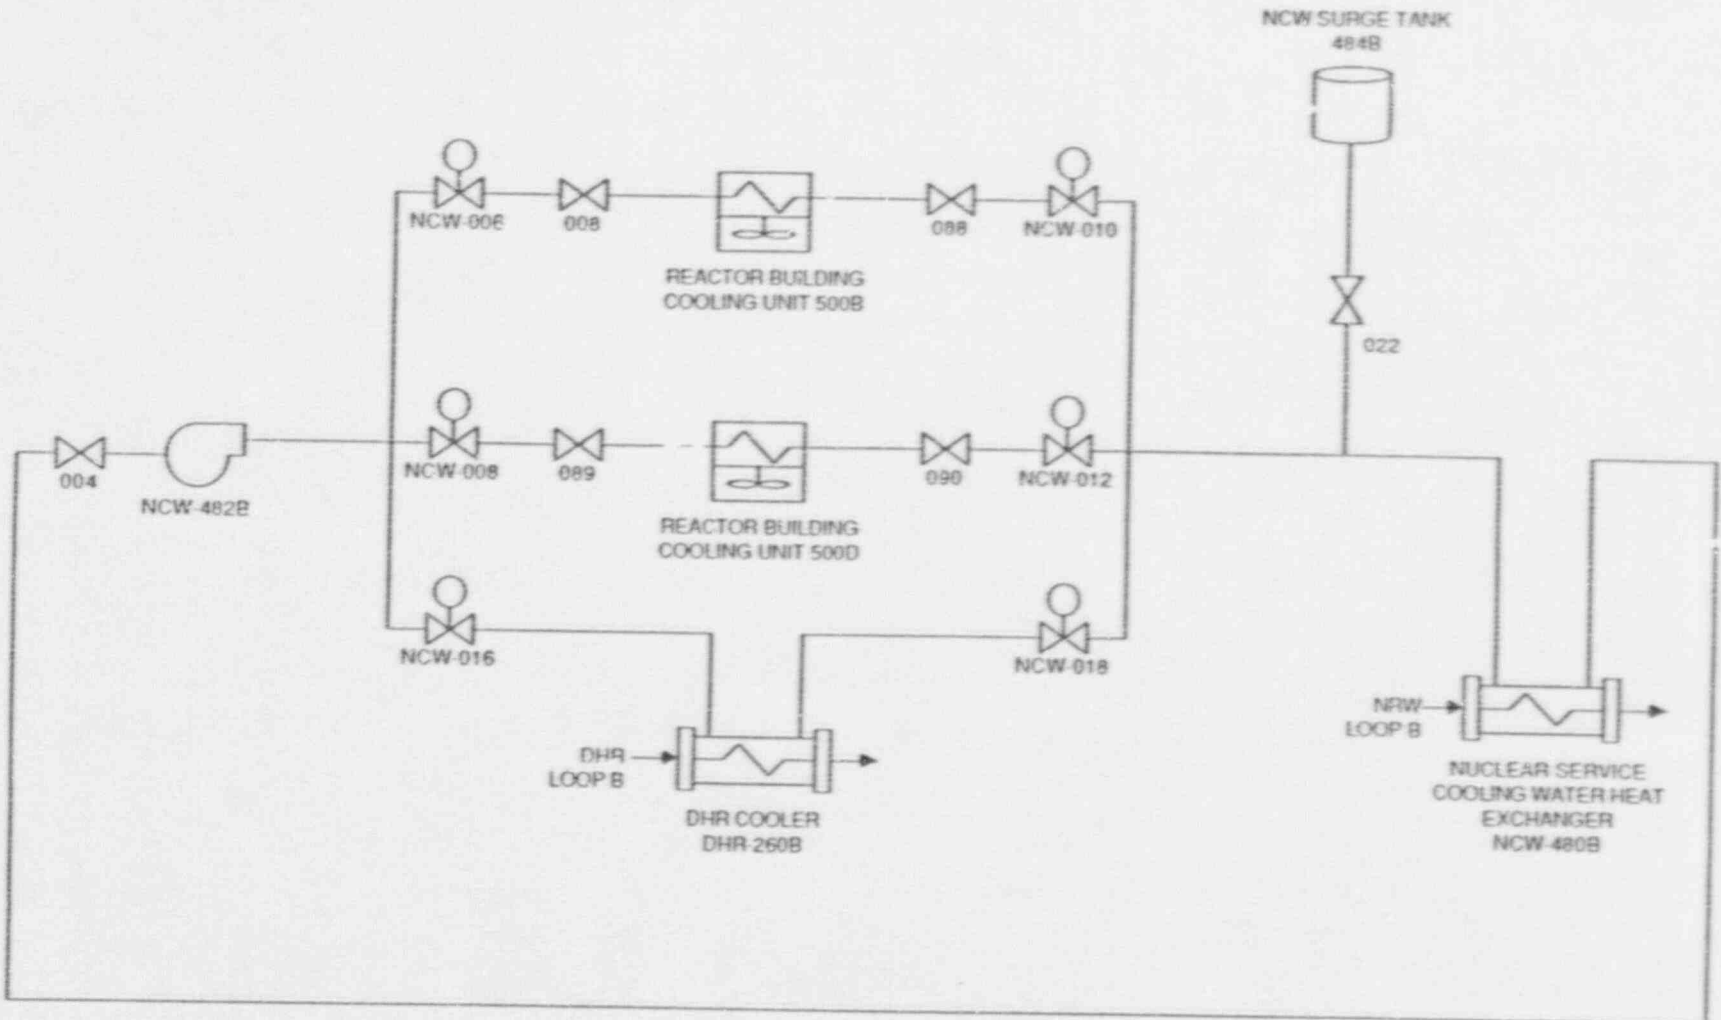 NCW SURGE TANK
484B
NCW-006
008
088
NCW-010
REACTOR BUILDING
COOLING UNIT 500B
022
004
NCW-482B
NCW-008
089
090
NCW-012
REACTOR BUILDING
COOLING UNIT 500D
NCW-016
NCW-018
DHR
LOOP B
DHR COOLER
DHR-260B
NRW
LOOP B
NUCLEAR SERVICE
COOLING WATER HEAT
EXCHANGER
NCW-480B